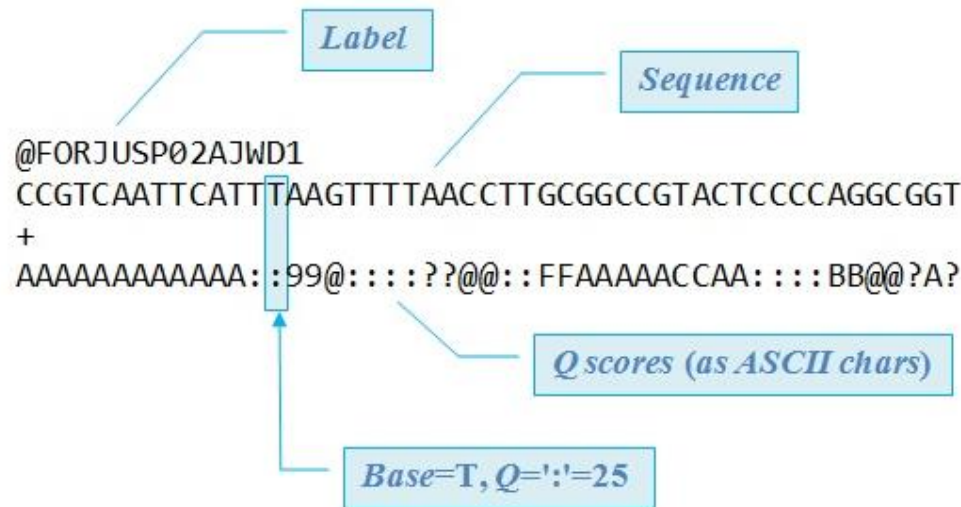 Label
Sequence
@FORJUSP02AJWD1
CCGTCAATTCATTTAAGTTTTAACCTTGCGGCCGTACTCCCCAGGCGGT
+
AAAAAAAAAAAA::99@::::??@@::FFAAAAACCAA::::BB@@?A?
Q scores (as ASCII chars)
Base=T, Q=':'=25